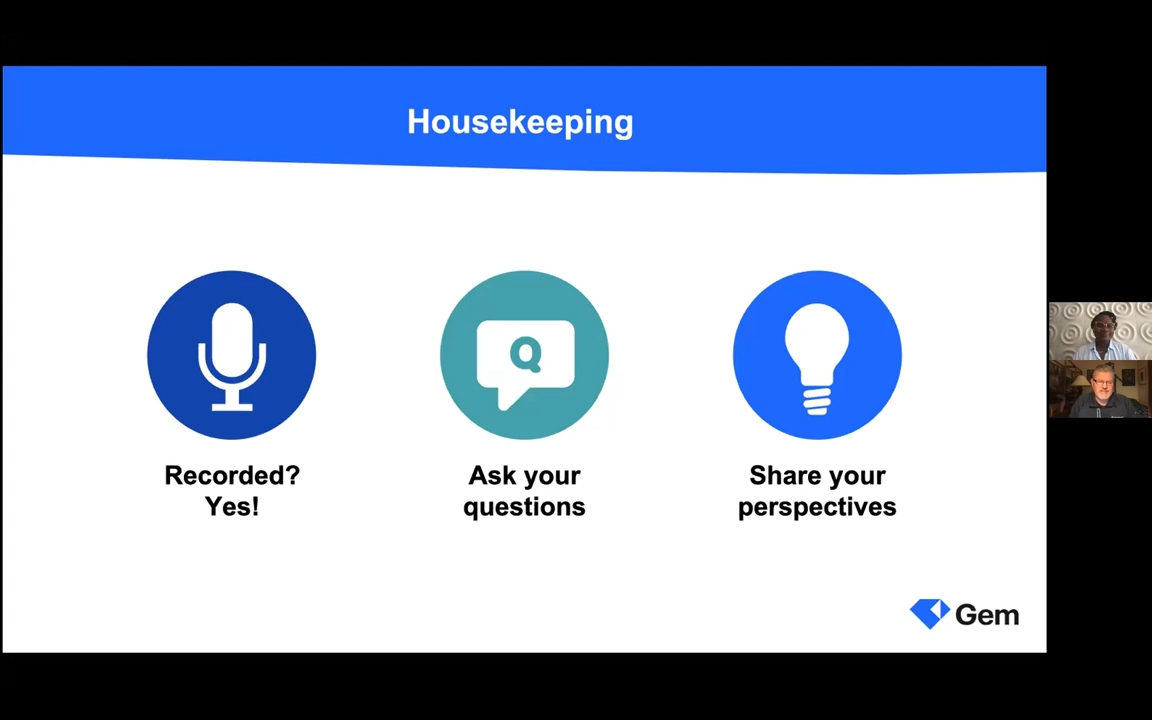 Housekeeping
Q
Recorded?
Yes!
Ask your
questions
Share your
perspectives
Gem